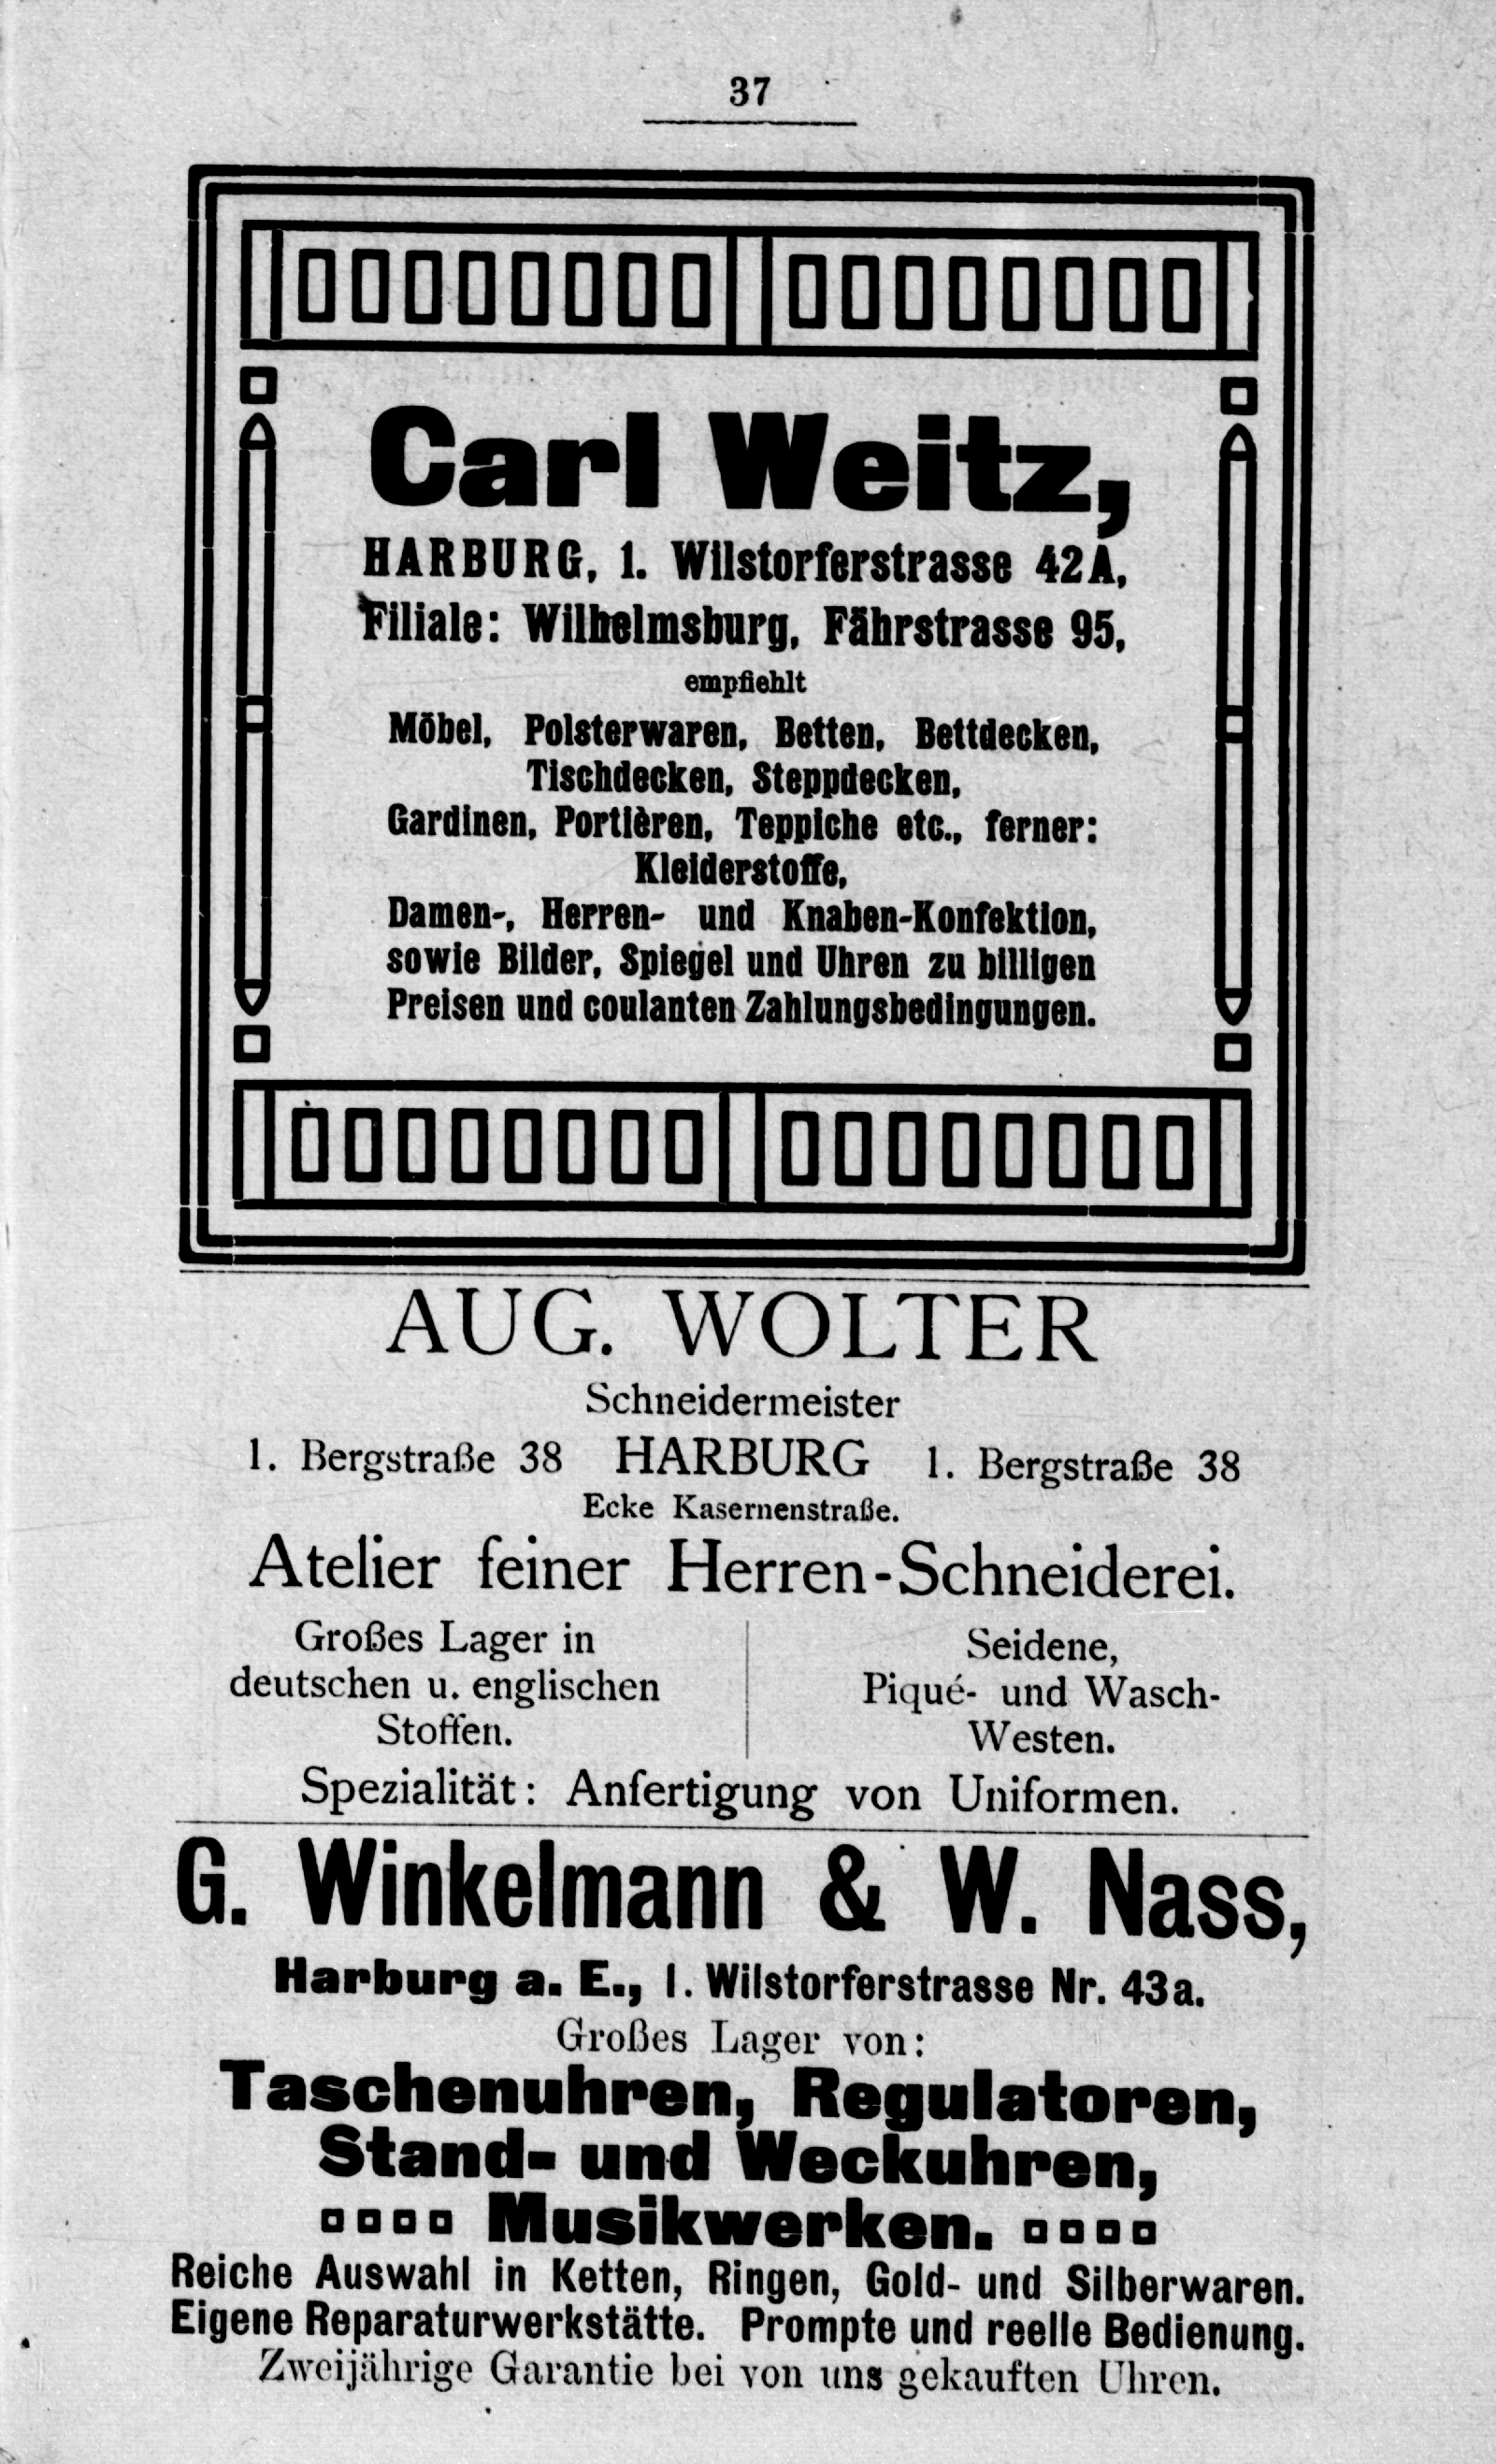 37
Carl Weitz,
HARBURG, 1. Wilstorferstrasse 42A,
Filiale: Wilhelmsburg, Fährstrasse 95,
empfiehlt
Möbel, Polsterwaren, Betten, Bettdecken,
Tischdecken, Steppdecken,
Gardinen, Portièren, Teppiche etc., ferner:
Kleiderstoffe,
Damen-, Herren- und Knaben-Konfektion,
sowie Bilder, Spiegel und Uhren zu billigen
Preisen und coulanten Zahlungsbedingungen.
AUG. WOLTER
Schneidermeister
1. Bergstraße 38 HARBURG 1. Bergstraße 38
Ecke Kasernenstraße.
Atelier feiner Herren-Schneiderei.
Großes Lager in
deutschen u. englischen
Stoffen.
Seidene,
Piqué- und Wasch-
Westen.
Spezialität: Anfertigung von Uniformen.
G. Winkelmann & W. Nass,
Harburg a. E., 1. Wilstorferstrasse Nr. 43a.
Großes Lager von:
Taschenuhren, Regulatoren,
Stand- und Weckuhren,
Musikwerken.
Reiche Auswahl in Ketten, Ringen, Gold- und Silberwaren.
Eigene Reparaturwerkstätte. Prompte und reelle Bedienung.
Zweijährige Garantie bei von uns gekauften Uhren.